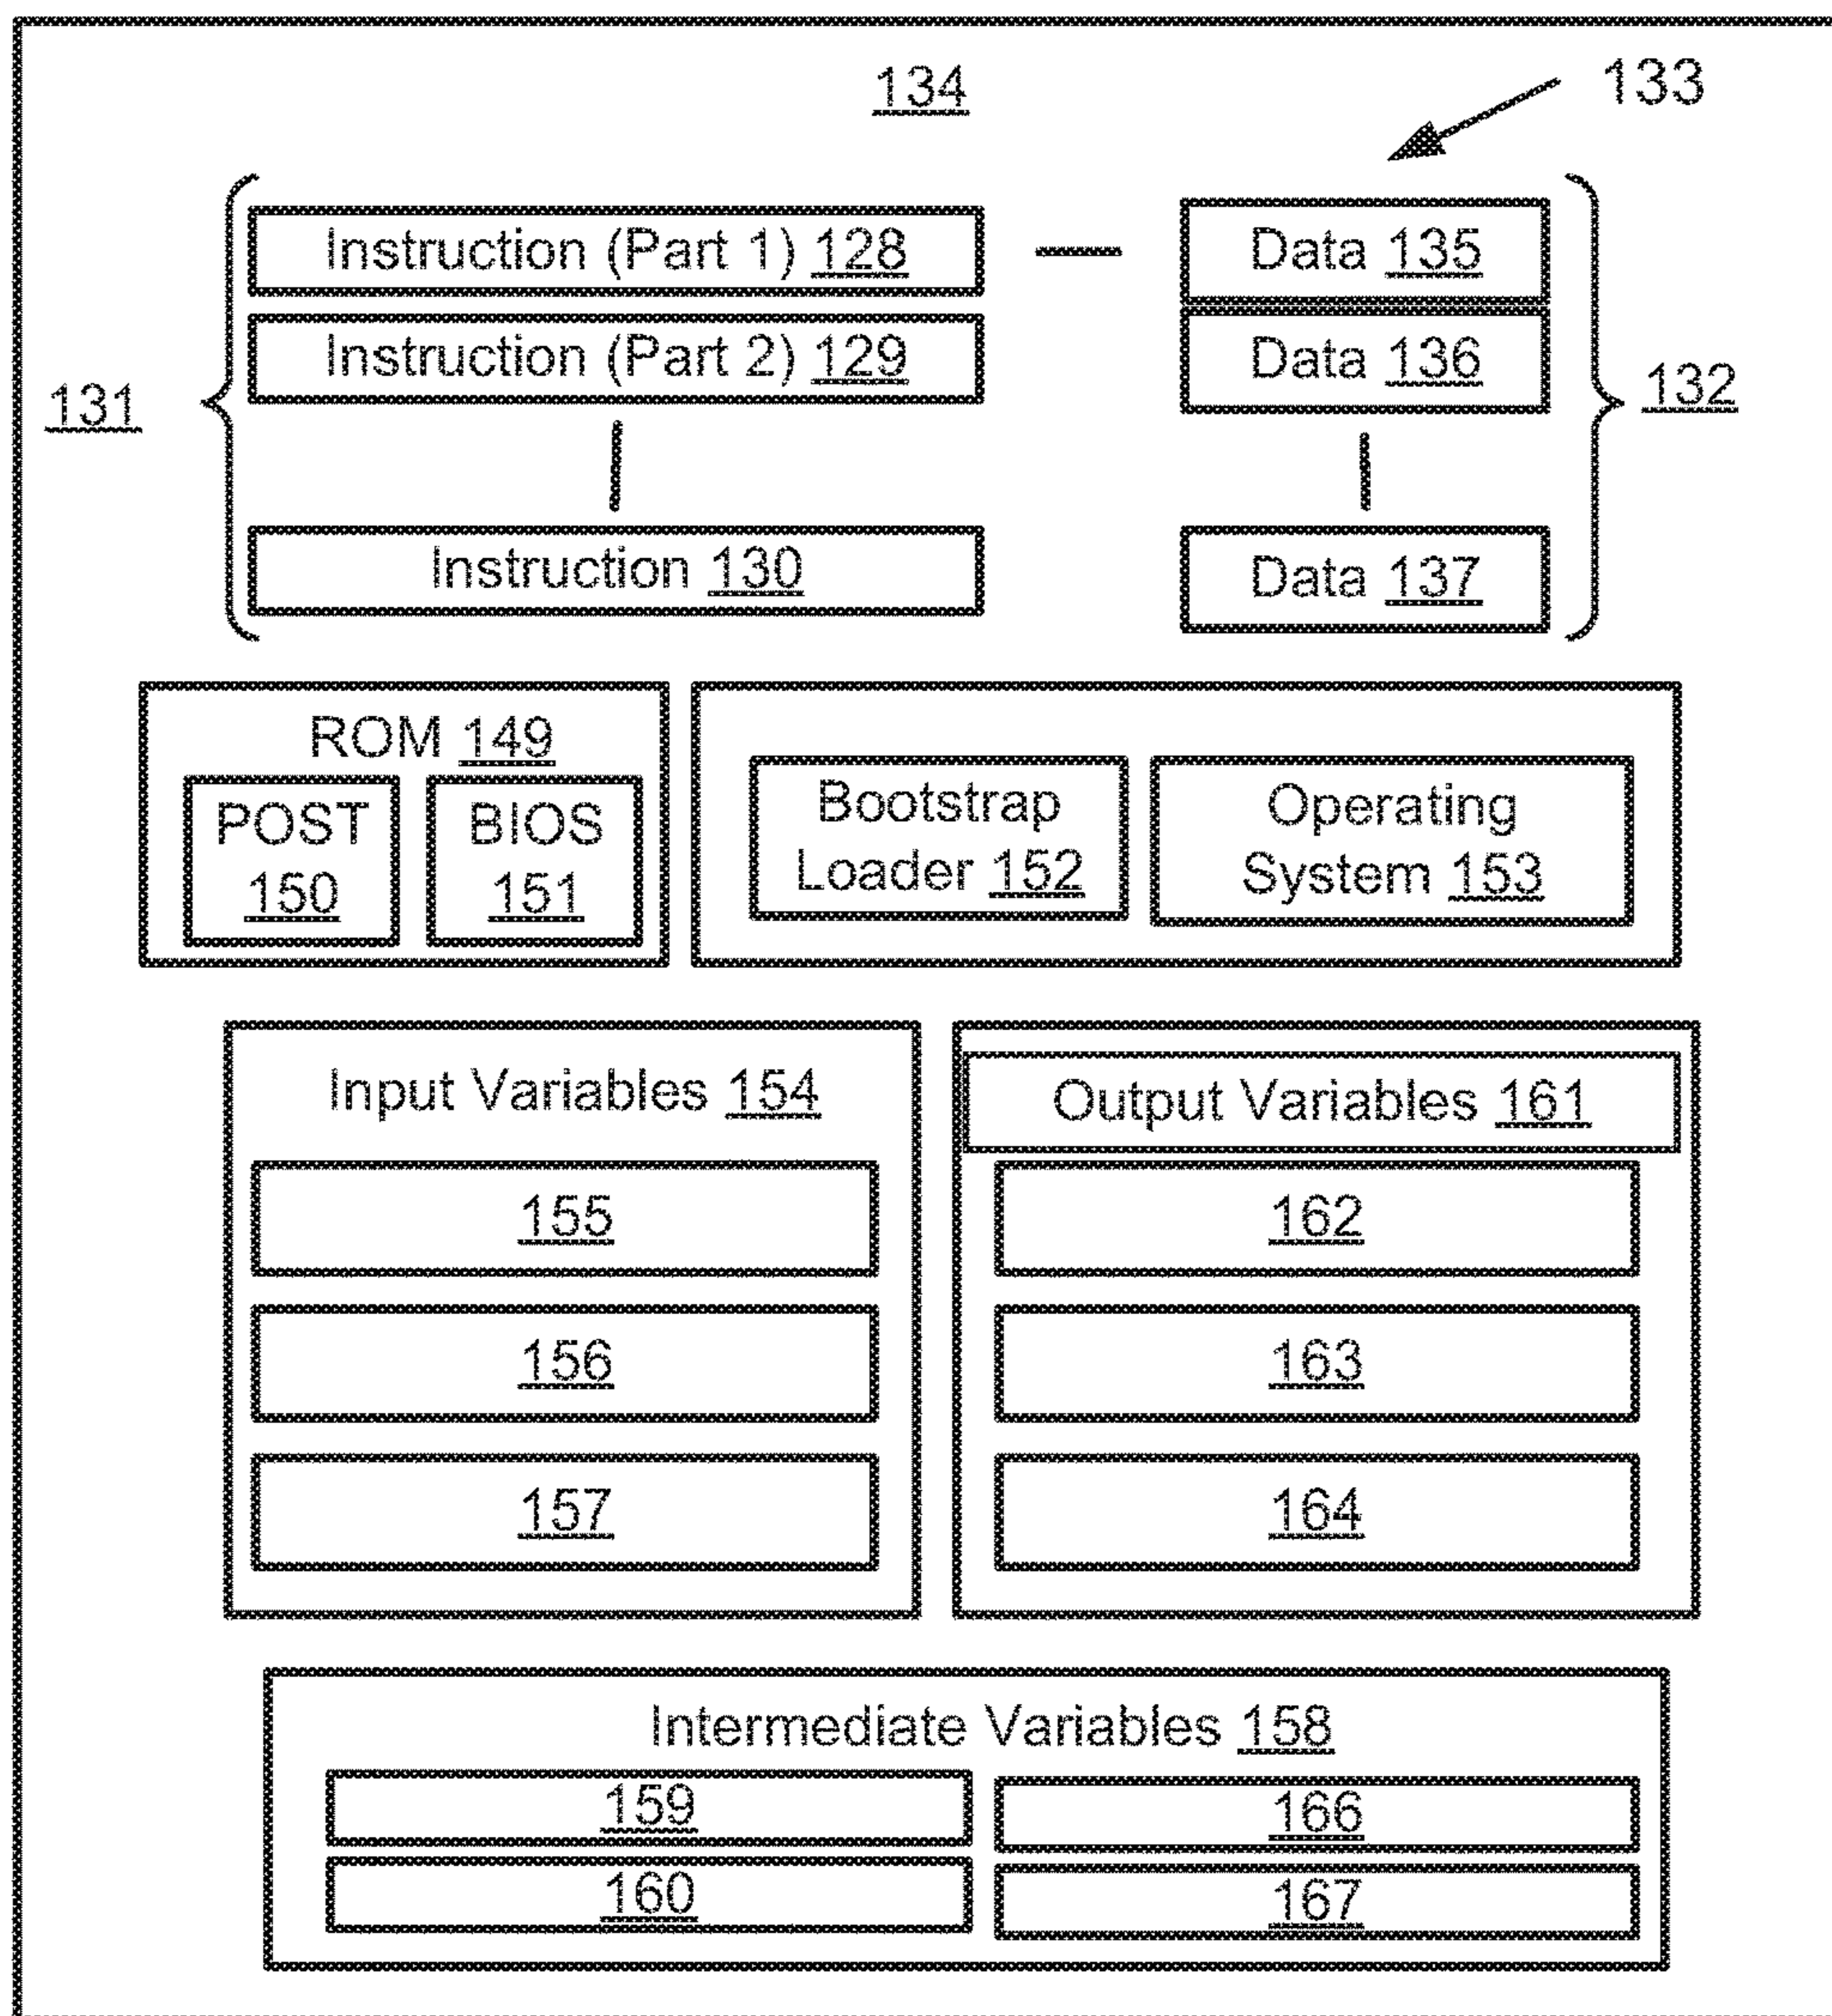 134
133
Instruction (Part 1) 128
Data 135
Instruction (Part 2) 129
Data 136
131
132
Instruction 130
Data 137
ROM 149
POST
150
BIOS
151
Bootstrap
Loader 152
Operating
System 153
Input Variables 154
155
156
157
Output Variables 161
162
163
164
Intermediate Variables 158
159
166
160
167